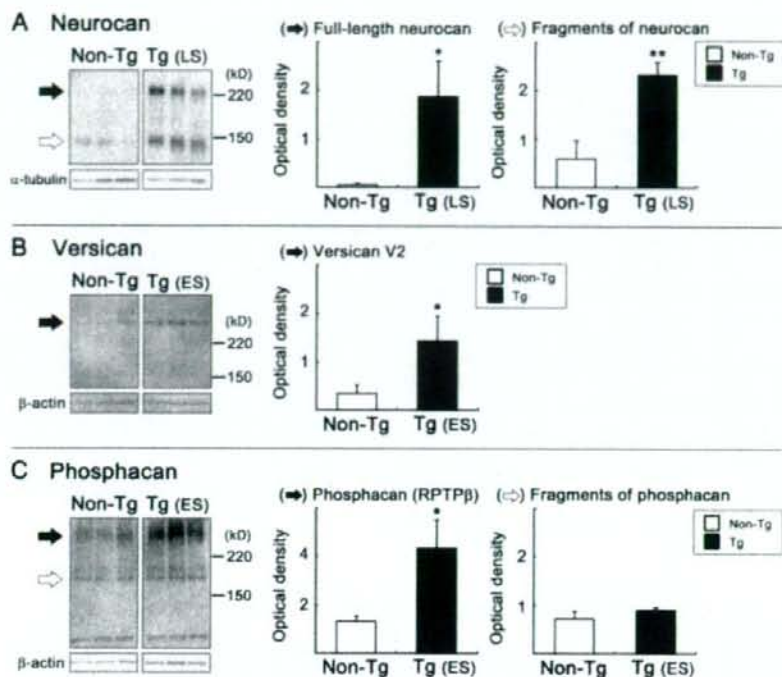 A Neurocan
Non-Tg Tg (LS)
(kD)
220
150
α-tubulin
(➡) Full-length neurocan
Optical density
2
1
*
Non-Tg Tg (LS)
(⇨) Fragments of neurocan
Optical density
2
1
**
Non-Tg Tg (LS)
Non-Tg
Tg
B Versican
Non-Tg Tg (ES)
(kD)
220
150
β-actin
(➡) Versican V2
Optical density
2
1
*
Non-Tg Tg (ES)
Non-Tg
Tg
C Phosphacan
Non-Tg Tg (ES)
(kD)
220
150
β-actin
(➡) Phosphacan (RPTPβ)
Optical density
4
2
*
Non-Tg Tg (ES)
(⇨) Fragments of phosphacan
Optical density
2
1
Non-Tg Tg (ES)
Non-Tg
Tg